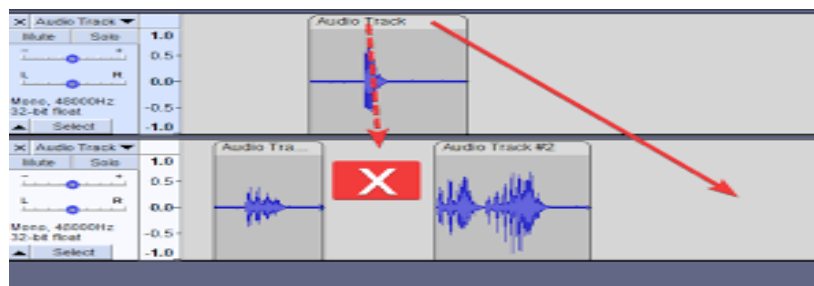 × Audio Track ▼
Audio Track
Mute Solo
1.0
- +
0.5-
L R
0.0-
Mono, 48000Hz
32-bit float
-0.5-
▲ Select
-1.0
× Audio Track ▼
Audio Tra...
Audio Track #2
Mute Solo
1.0
- +
0.5-
X
L R
0.0-
Mono, 48000Hz
32-bit float
-0.5-
▲ Select
-1.0